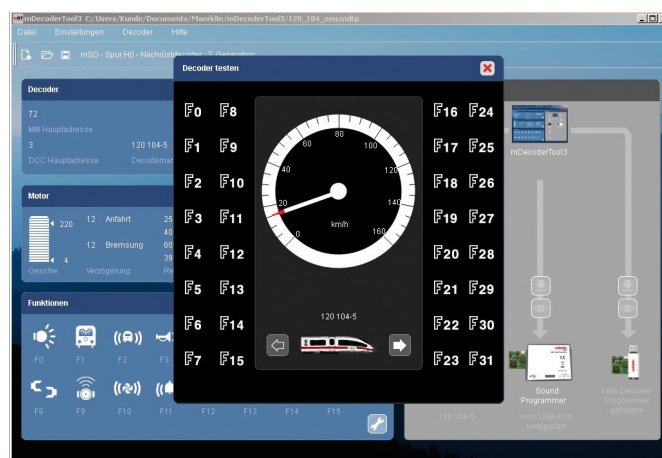 mDecoderTool3 C:/Users/Kunde/Documents/Maerklin/mDecoderTool3/120_104_neu.mdtp
Datei Einstellungen Decoder Hilfe
mSD - Spur H0 - Nachrüstdecoder 3. Generation
Decoder testen
Decoder
72
MM Hauptadresse
3 120 104-5
DCC Hauptadresse
Motor
220 12 Anfahrt 25
40
12 Bremsung 60
4 39
Geschw. Verzögerung
Funktionen
F0 F1 F2 F3
F8 F9 F10 F11 F12 F13 F14 F15
F0 F8
F1 F9
F2 F10
F3 F11
F4 F12
F5 F13
F6 F14
F7 F15
0 20 40 60 80 100 120 140 160
km/h
120 104-5
F16 F24
F17 F25
F18 F26
F19 F27
F20 F28
F21 F29
F22 F30
F23 F31
mDecoderTool3
120 104-5
Sound
Programmer
Kein USB-Port
konfiguriert
Kein Decoder-
Programmer
gefunden